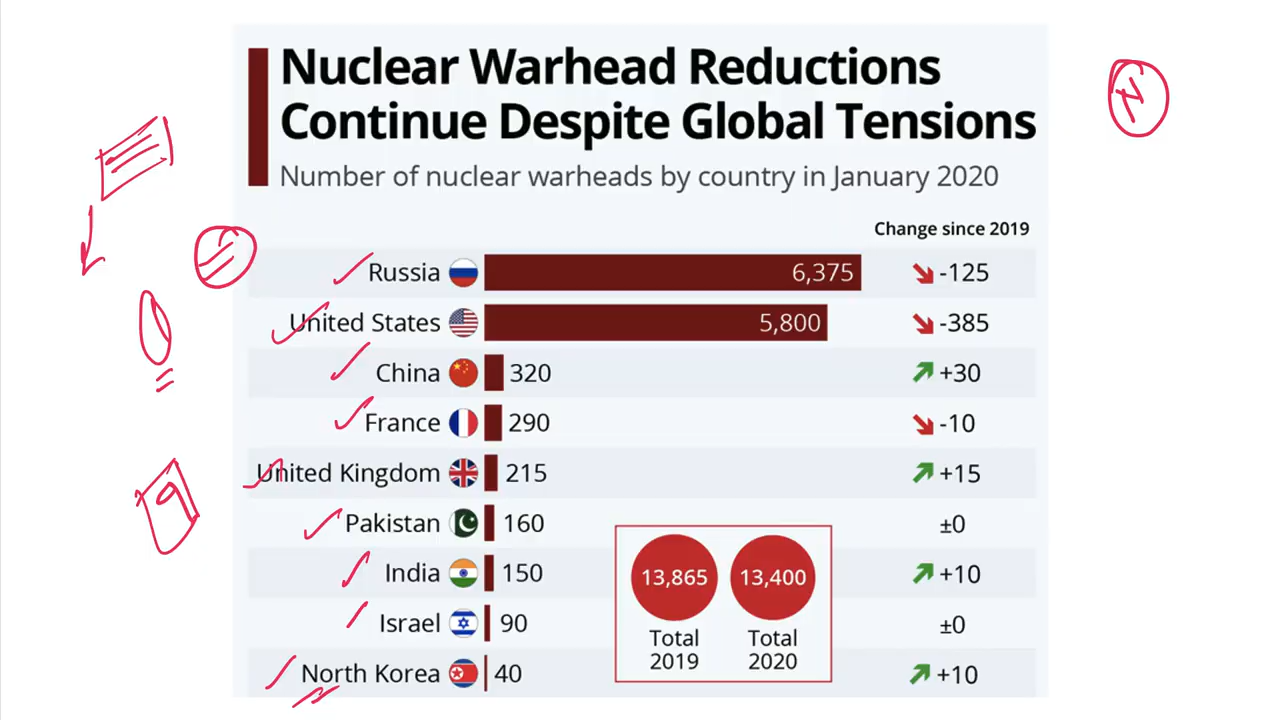 Nuclear Warhead Reductions
Continue Despite Global Tensions
Number of nuclear warheads by country in January 2020
Change since 2019
Russia 6,375 -125
United States 5,800 -385
China 320 +30
France 290 -10
United Kingdom 215 +15
Pakistan 160 ±0
India 150 +10
Israel 90 ±0
North Korea 40 +10
13,865 13,400
Total Total
2019 2020
N
9